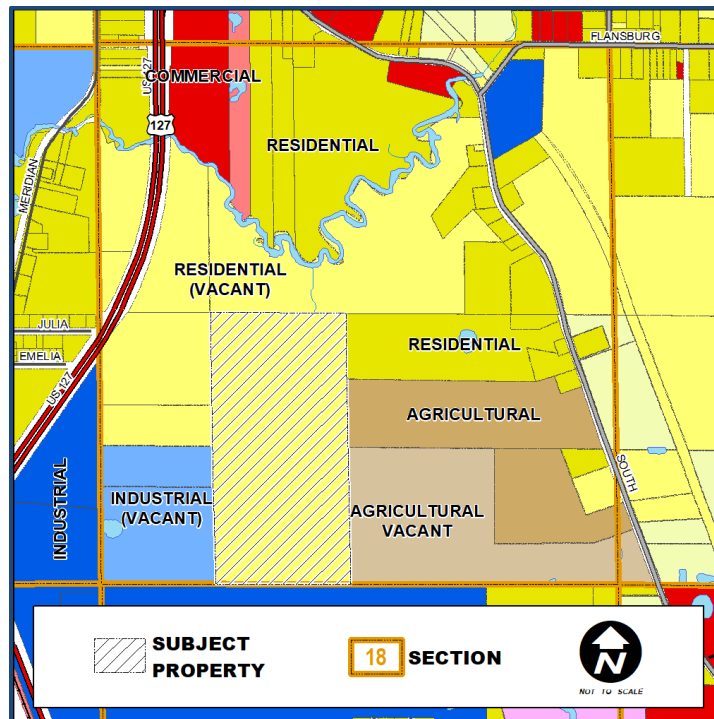 FLANSBURG
US 127
COMMERCIAL
127
RESIDENTIAL
MERIDIAN
RESIDENTIAL
(VACANT)
JULIA
RESIDENTIAL
EMELIA
US 127
AGRICULTURAL
SOUTH
INDUSTRIAL
INDUSTRIAL
(VACANT)
AGRICULTURAL
VACANT
SUBJECT
PROPERTY
18 SECTION
N
NOT TO SCALE